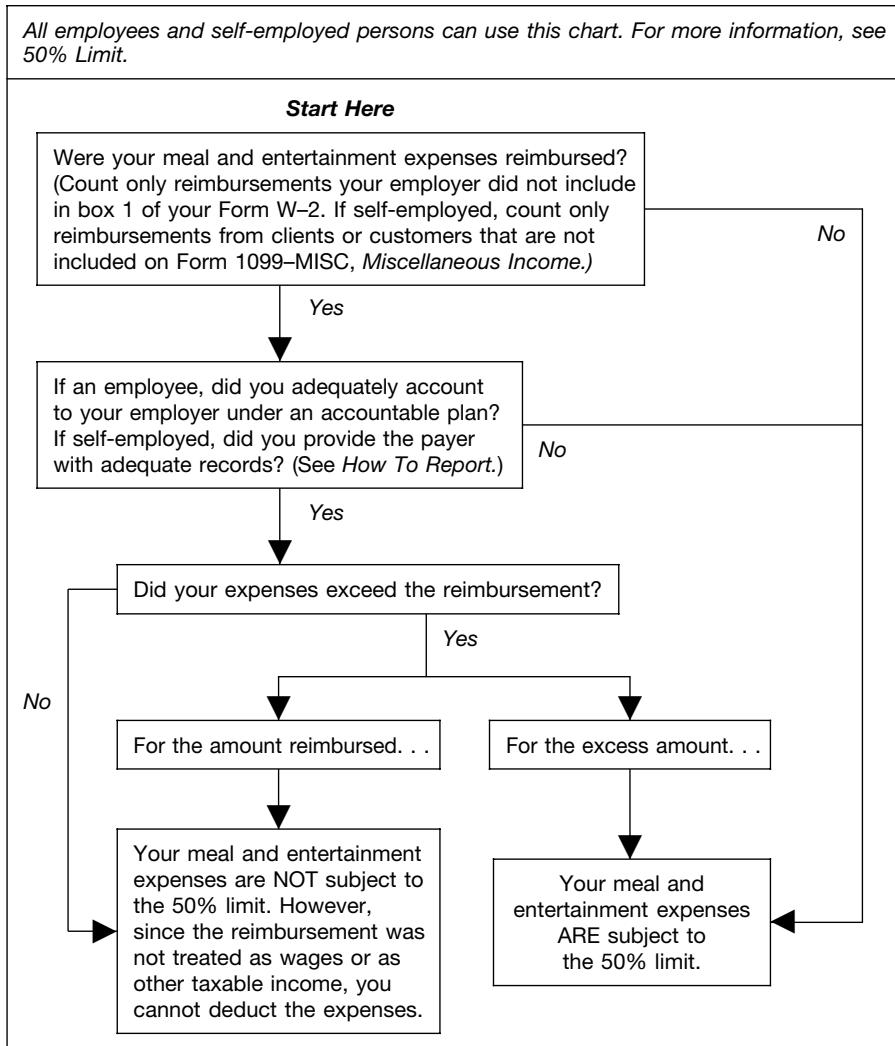 All employees and self-employed persons can use this chart. For more information, see
50% Limit.
Start Here
Were your meal and entertainment expenses reimbursed?
(Count only reimbursements your employer did not include
in box 1 of your Form W–2. If self-employed, count only
reimbursements from clients or customers that are not
included on Form 1099–MISC, Miscellaneous Income.)
No
Yes
If an employee, did you adequately account
to your employer under an accountable plan?
If self-employed, did you provide the payer
with adequate records? (See How To Report.)
No
Yes
Did your expenses exceed the reimbursement?
Yes
No
For the amount reimbursed. . .
For the excess amount. . .
Your meal and entertainment
expenses are NOT subject to
the 50% limit. However,
since the reimbursement was
not treated as wages or as
other taxable income, you
cannot deduct the expenses.
Your meal and
entertainment expenses
ARE subject to
the 50% limit.